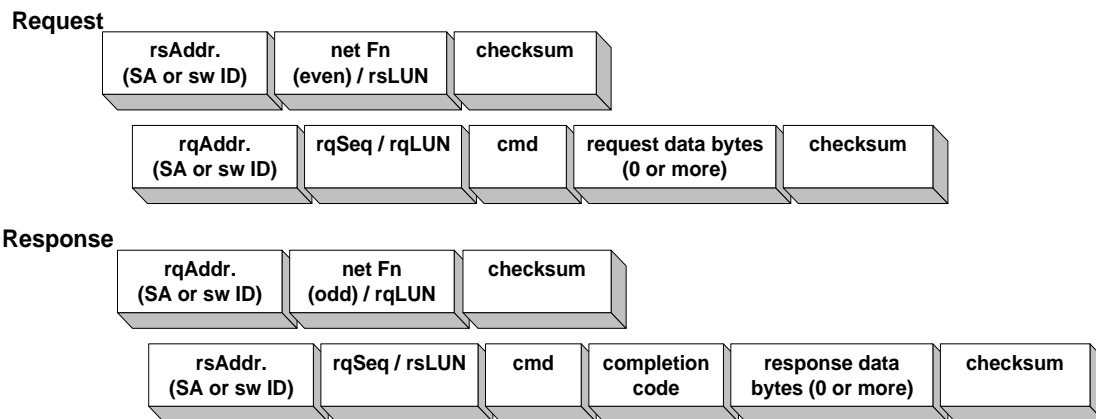 Request
rsAddr.
(SA or sw ID)
net Fn
(even) / rsLUN
checksum
rqAddr.
(SA or sw ID)
rqSeq / rqLUN
cmd
request data bytes
(0 or more)
checksum
Response
rqAddr.
(SA or sw ID)
net Fn
(odd) / rqLUN
checksum
rsAddr.
(SA or sw ID)
rqSeq / rsLUN
cmd
completion
code
response data
bytes (0 or more)
checksum